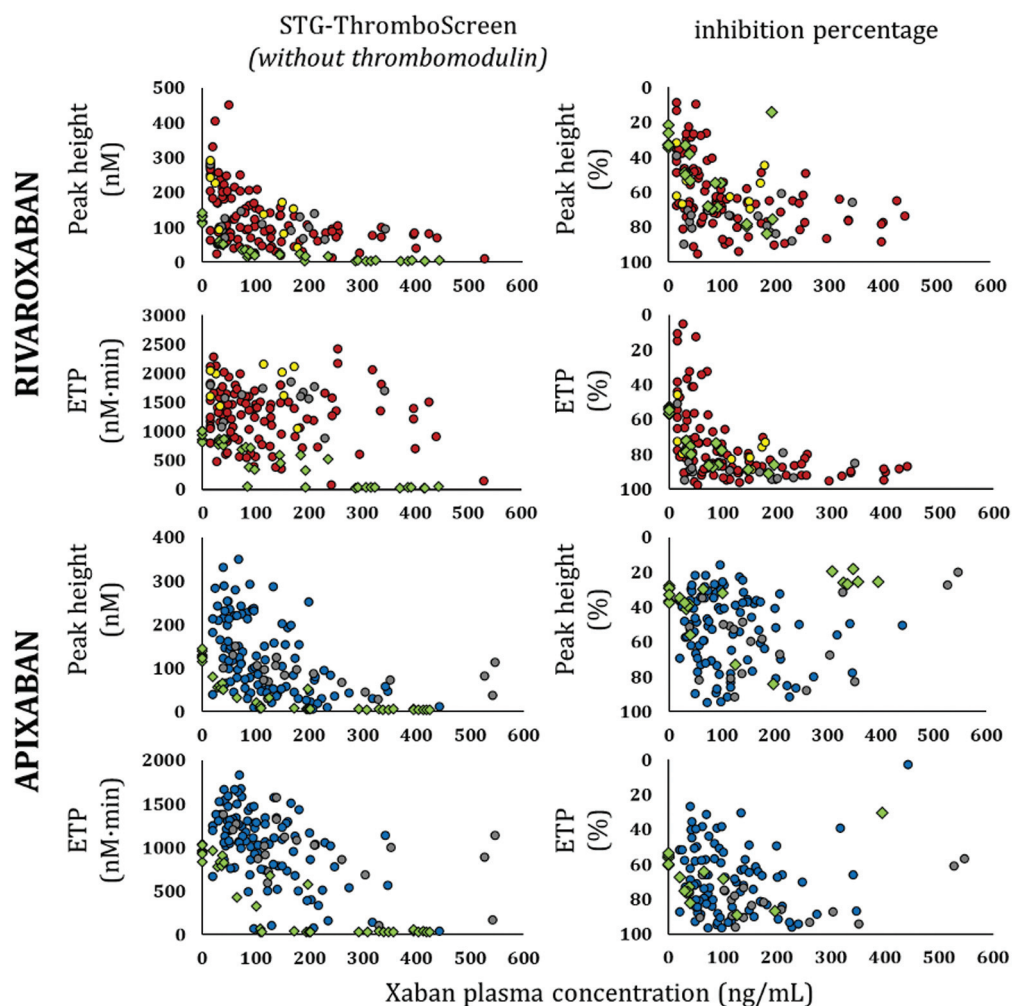 STG-ThromboScreen
(without thrombomodulin)
inhibition percentage
RIVAROXABAN
Peak height
(nM)
500
400
300
200
100
0
0 100 200 300 400 500 600
Peak height
(%)
0
20
40
60
80
100
0 100 200 300 400 500 600
ETP
(nM·min)
3000
2500
2000
1500
1000
500
0
0 100 200 300 400 500 600
ETP
(%)
0
20
40
60
80
100
0 100 200 300 400 500 600
APIXABAN
Peak height
(nM)
400
300
200
100
0
0 100 200 300 400 500 600
Peak height
(%)
0
20
40
60
80
100
0 100 200 300 400 500 600
ETP
(nM·min)
2000
1500
1000
500
0
0 100 200 300 400 500 600
ETP
(%)
0
20
40
60
80
100
0 100 200 300 400 500 600
Xaban plasma concentration (ng/mL)